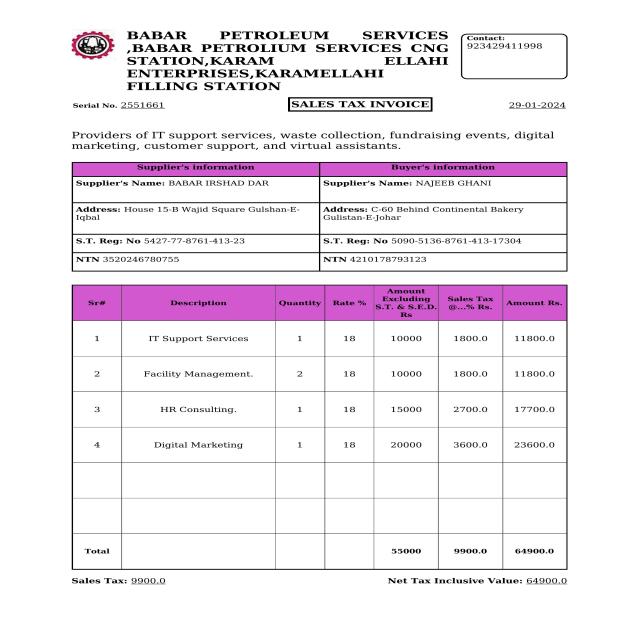 BABAR PETROLEUM SERVICES
,BABAR PETROLIUM SERVICES CNG
STATION,KARAM ELLAHI
ENTERPRISES,KARAMELLAHI
FILLING STATION
Contact:
923429411998
Serial No. 2551661 SALES TAX INVOICE 29-01-2024
Providers of IT support services, waste collection, fundraising events, digital
marketing, customer support, and virtual assistants.
Supplier's information Buyer's information
Supplier's Name: BABAR IRSHAD DAR Supplier's Name: NAJEEB GHANI
Address: House 15-B Wajid Square Gulshan-E-
Iqbal
Address: C-60 Behind Continental Bakery
Gulistan-E-Johar
S.T. Reg: No 5427-77-8761-413-23 S.T. Reg: No 5090-5136-8761-413-17304
NTN 3520246780755 NTN 4210178793123
Sr# Description Quantity Rate % Amount Excluding S.T. & S.E.D. Rs Sales Tax @...% Rs. Amount Rs.
1 IT Support Services 1 18 10000 1800.0 11800.0
2 Facility Management. 2 18 10000 1800.0 11800.0
3 HR Consulting. 1 18 15000 2700.0 17700.0
4 Digital Marketing 1 18 20000 3600.0 23600.0
Total 55000 9900.0 64900.0
Sales Tax: 9900.0 Net Tax Inclusive Value: 64900.0